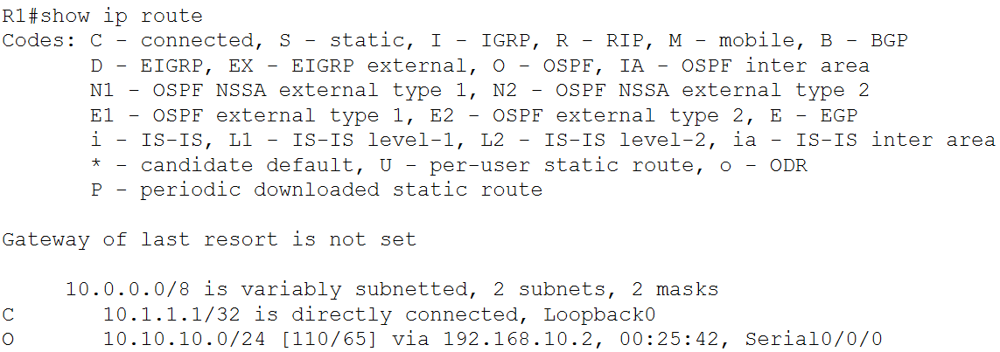 R1#show ip route
Codes: C - connected, S - static, I - IGRP, R - RIP, M - mobile, B - BGP
       D - EIGRP, EX - EIGRP external, O - OSPF, IA - OSPF inter area
       N1 - OSPF NSSA external type 1, N2 - OSPF NSSA external type 2
       E1 - OSPF external type 1, E2 - OSPF external type 2, E - EGP
       i - IS-IS, L1 - IS-IS level-1, L2 - IS-IS level-2, ia - IS-IS inter area
       * - candidate default, U - per-user static route, o - ODR
       P - periodic downloaded static route

Gateway of last resort is not set

     10.0.0.0/8 is variably subnetted, 2 subnets, 2 masks
C       10.1.1.1/32 is directly connected, Loopback0
O       10.10.10.0/24 [110/65] via 192.168.10.2, 00:25:42, Serial0/0/0